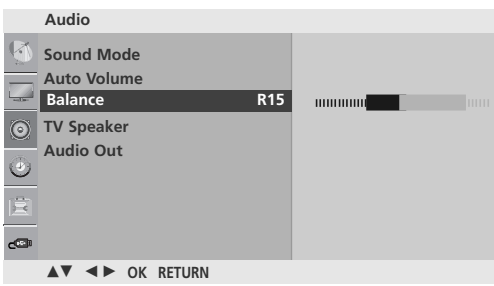 Audio
Sound Mode
Auto Volume
Balance R15
TV Speaker
Audio Out
▲▼ ◄► OK RETURN